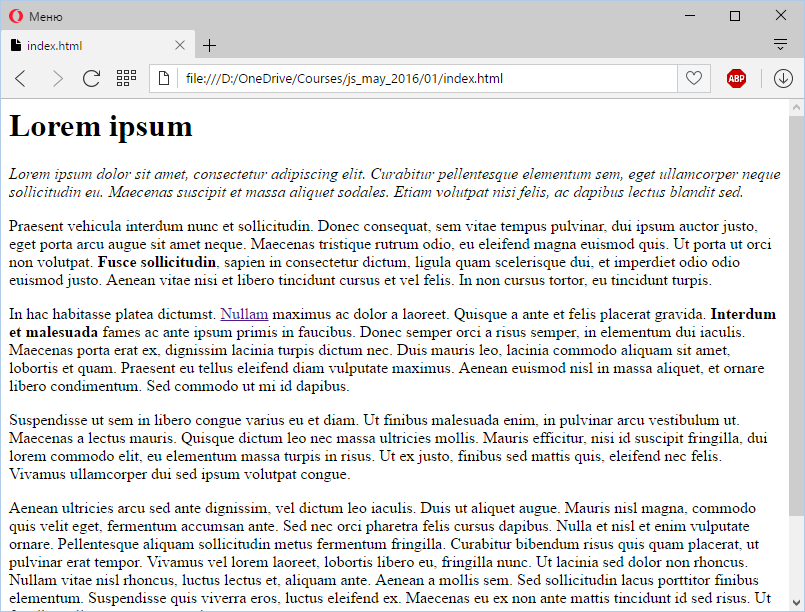 Меню
index.html
file:///D:/OneDrive/Courses/js_may_2016/01/index.html
ABP
Lorem ipsum
Lorem ipsum dolor sit amet, consectetur adipiscing elit. Curabitur pellentesque elementum sem, eget ullamcorper neque
sollicitudin eu. Maecenas suscipit et massa aliquet sodales. Etiam volutpat nisi felis, ac dapibus lectus blandit sed.
Praesent vehicula interdum nunc et sollicitudin. Donec consequat, sem vitae tempus pulvinar, dui ipsum auctor justo,
eget porta arcu augue sit amet neque. Maecenas tristique rutrum odio, eu eleifend magna euismod quis. Ut porta ut orci
non volutpat. Fusce sollicitudin, sapien in consectetur dictum, ligula quam scelerisque dui, et imperdiet odio odio
euismod justo. Aenean vitae nisi et libero tincidunt cursus et vel felis. In non cursus tortor, eu tincidunt turpis.
In hac habitasse platea dictumst. Nullam maximus ac dolor a laoreet. Quisque a ante et felis placerat gravida. Interdum
et malesuada fames ac ante ipsum primis in faucibus. Donec semper orci a risus semper, in elementum dui iaculis.
Maecenas porta erat ex, dignissim lacinia turpis dictum nec. Duis mauris leo, lacinia commodo aliquam sit amet,
lobortis et quam. Praesent eu tellus eleifend diam vulputate maximus. Aenean euismod nisl in massa aliquet, et ornare
libero condimentum. Sed commodo ut mi id dapibus.
Suspendisse ut sem in libero congue varius eu et diam. Ut finibus malesuada enim, in pulvinar arcu vestibulum ut.
Maecenas a lectus mauris. Quisque dictum leo nec massa ultricies mollis. Mauris efficitur, nisi id suscipit fringilla, dui
lorem commodo elit, eu elementum massa turpis in risus. Ut ex justo, finibus sed mattis quis, eleifend nec felis.
Vivamus ullamcorper dui sed ipsum volutpat congue.
Aenean ultricies arcu sed ante dignissim, vel dictum leo iaculis. Duis ut aliquet augue. Mauris nisl magna, commodo
quis velit eget, fermentum accumsan ante. Sed nec orci pharetra felis cursus dapibus. Nulla et nisl et enim vulputate
ornare. Pellentesque aliquam sollicitudin metus fermentum fringilla. Curabitur bibendum risus quis quam placerat, ut
pulvinar erat tempor. Vivamus vel lorem laoreet, lobortis libero eu, fringilla nunc. Ut lacinia sed dolor non rhoncus.
Nullam vitae nisl rhoncus, luctus lectus et, aliquam ante. Aenean a mollis sem. Sed sollicitudin lacus porttitor finibus
elementum. Suspendisse quis viverra eros, luctus eleifend ex. Maecenas eu ex non ante mattis tincidunt id sed risus. Ut